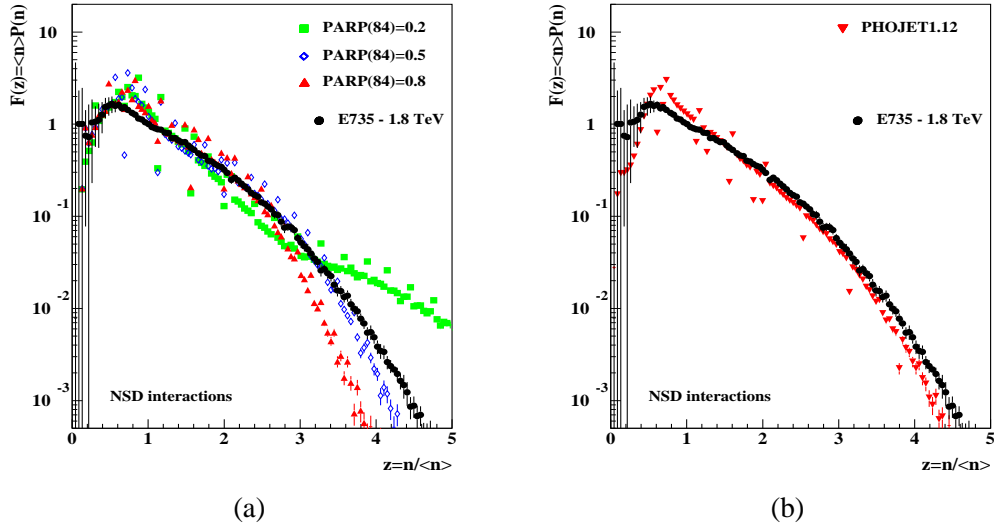 F(z)=<n>P(n)
10
1
10 -1
10 -2
10 -3
PARP(84)=0.2
PARP(84)=0.5
PARP(84)=0.8
E735 - 1.8 TeV
NSD interactions
0 1 2 3 4 5
z=n/<n>
(a)
F(z)=<n>P(n)
10
1
10 -1
10 -2
10 -3
PHOJET1.12
E735 - 1.8 TeV
NSD interactions
0 1 2 3 4 5
z=n/<n>
(b)